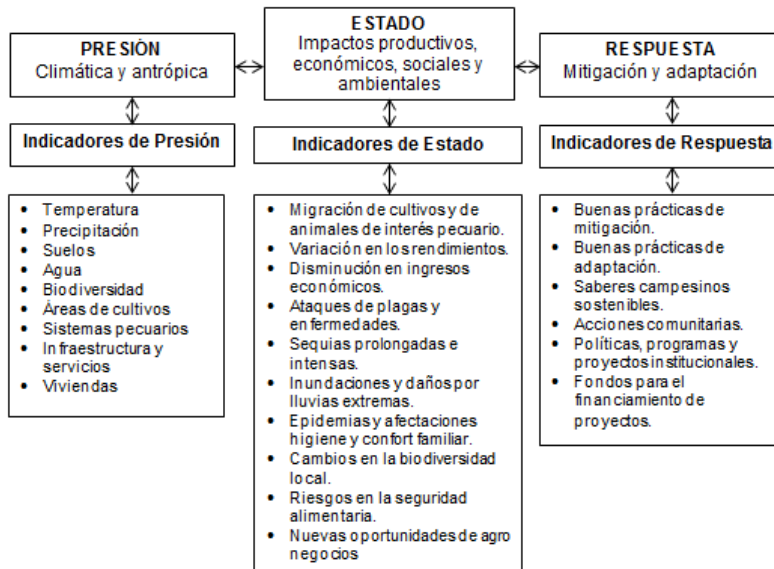 PRESIÓN
Climática y antrópica
ESTADO
Impactos productivos,
económicos, sociales y
ambientales
RESPUESTA
Mitigación y adaptación
Indicadores de Presión
Indicadores de Estado
Indicadores de Respuesta
• Temperatura
• Precipitación
• Suelos
• Agua
• Biodiversidad
• Áreas de cultivos
• Sistemas pecuarios
• Infraestructura y
servicios
• Viviendas
• Migración de cultivos y de
animales de interés pecuario.
• Variación en los rendimientos.
• Disminución en ingresos
económicos.
• Ataques de plagas y
enfermedades.
• Sequias prolongadas e
intensas.
• Inundaciones y daños por
lluvias extremas.
• Epidemias y afectaciones
higiene y confort familiar.
• Cambios en la biodiversidad
local.
• Riesgos en la seguridad
alimentaria.
• Nuevas oportunidades de agro
negocios
• Buenas prácticas de
mitigación.
• Buenas prácticas de
adaptación.
• Saberes campesinos
sostenibles.
• Acciones comunitarias.
• Políticas, programas y
proyectos institucionales.
• Fondos para el
financiamiento de
proyectos.